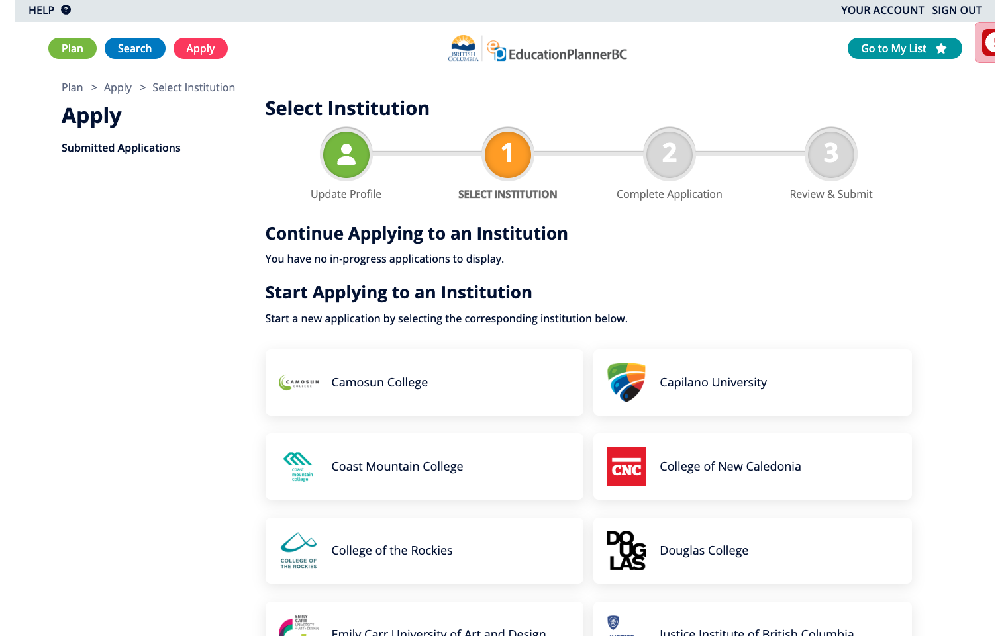 HELP ?
YOUR ACCOUNT SIGN OUT
Plan Search Apply
BRITISH
COLUMBIA
ep EducationPlannerBC
Go to My List
Plan > Apply > Select Institution
Apply
Submitted Applications
Select Institution
1 2 3
Update Profile SELECT INSTITUTION Complete Application Review & Submit
Continue Applying to an Institution
You have no in-progress applications to display.
Start Applying to an Institution
Start a new application by selecting the corresponding institution below.
CAMOSUN
COLLEGE
Camosun College
Capilano University
coast
mountain
college
Coast Mountain College
CNC
College of New Caledonia
COLLEGE OF
THE ROCKIES
College of the Rockies
DO
UG
LAS
Douglas College
EMILY
CARR
UNIVERSITY
OF ART + DESIGN
Emily Carr University of Art and Design
JUSTICE
Justice Institute of British Columbia